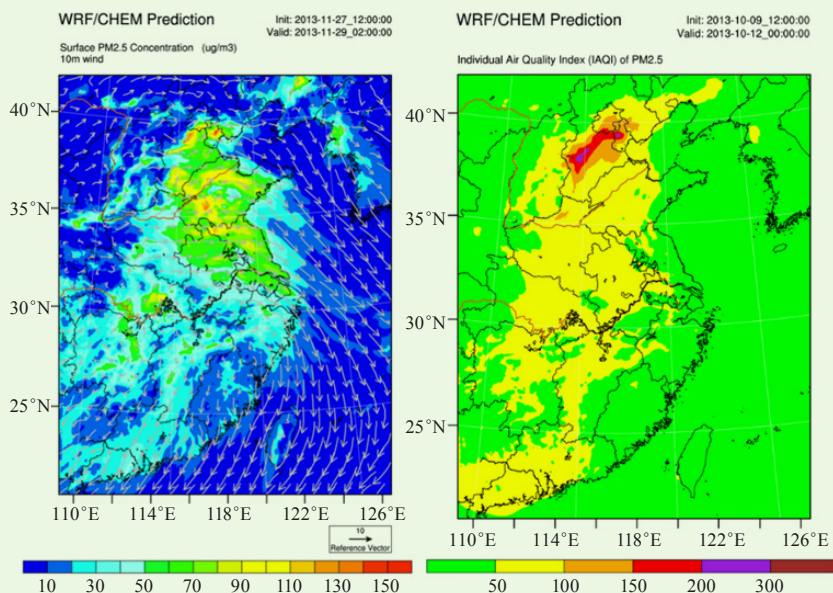 WRF/CHEM Prediction
Init: 2013-11-27_12:00:00
Valid: 2013-11-29_02:00:00
Surface PM2.5 Concentration (ug/m3)
10m wind
40°N
35°N
30°N
25°N
110°E 114°E 118°E 122°E 126°E
10
Reference Vector
10 30 50 70 90 110 130 150
WRF/CHEM Prediction
Init: 2013-10-09_12:00:00
Valid: 2013-10-12_00:00:00
Individual Air Quality Index (IAQI) of PM2.5
40°N
35°N
30°N
25°N
110°E 114°E 118°E 122°E 126°E
50 100 150 200 300